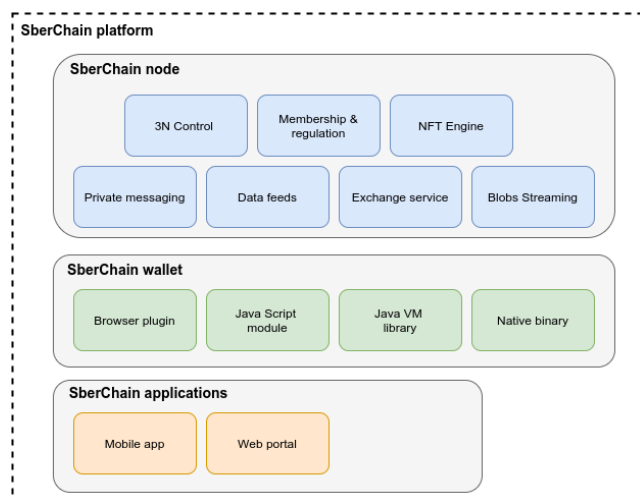 SberChain platform
SberChain node
3N Control
Membership &
regulation
NFT Engine
Private messaging
Data feeds
Exchange service
Blobs Streaming
SberChain wallet
Browser plugin
Java Script
module
Java VM
library
Native binary
SberChain applications
Mobile app
Web portal